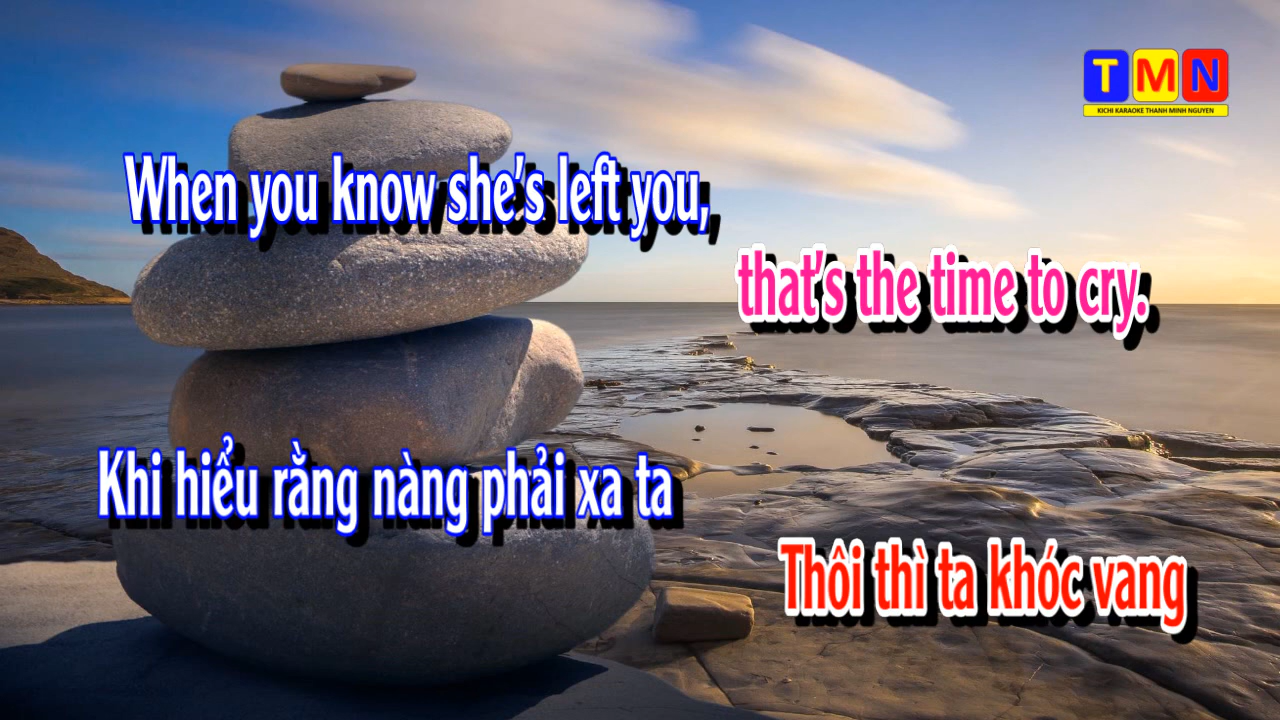 TMN
KICHI KARAOKE THANH MINH NGUYEN
When you know she's left you,
that's the time to cry.
Khi hiểu rằng nàng phải xa ta
Thôi thì ta khóc vang